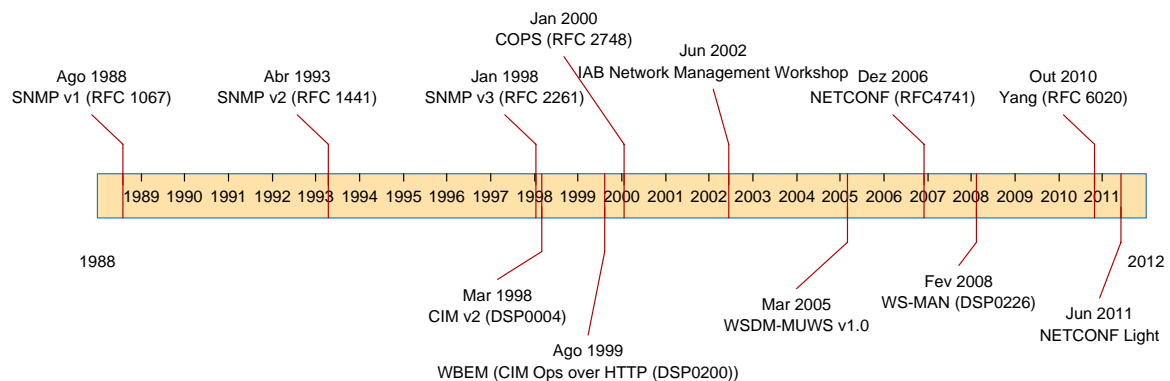 Jan 2000
COPS (RFC 2748)
Jun 2002
IAB Network Management Workshop
Ago 1988
SNMP v1 (RFC 1067)
Abr 1993
SNMP v2 (RFC 1441)
Jan 1998
SNMP v3 (RFC 2261)
Dez 2006
NETCONF (RFC4741)
Out 2010
Yang (RFC 6020)
1989 1990 1991 1992 1993 1994 1995 1996 1997 1998 1999 2000 2001 2002 2003 2004 2005 2006 2007 2008 2009 2010 2011
1988
2012
Mar 1998
CIM v2 (DSP0004)
Ago 1999
WBEM (CIM Ops over HTTP (DSP0200))
Mar 2005
WSDM-MUWS v1.0
Fev 2008
WS-MAN (DSP0226)
Jun 2011
NETCONF Light